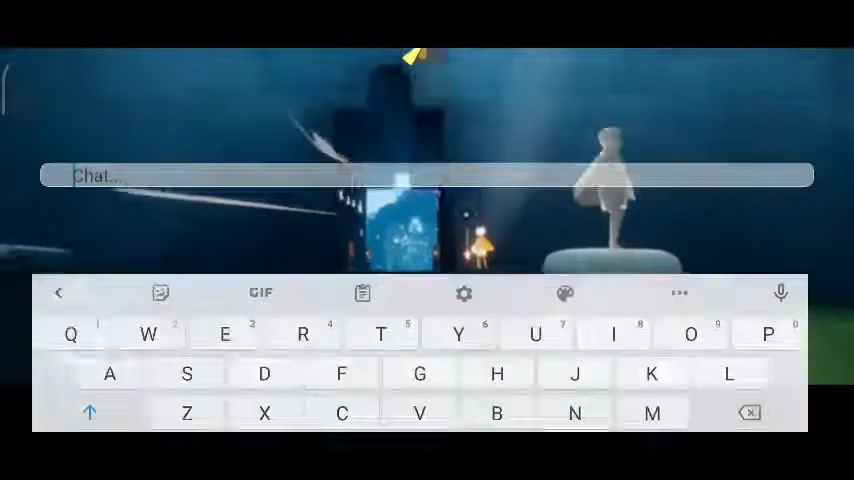 Chat...
GIF
Q 1 W 2 E 3 R 4 T 5 Y 6 U 7 I 8 O 9 P 0
A S D F G H J K L
Z X C V B N M